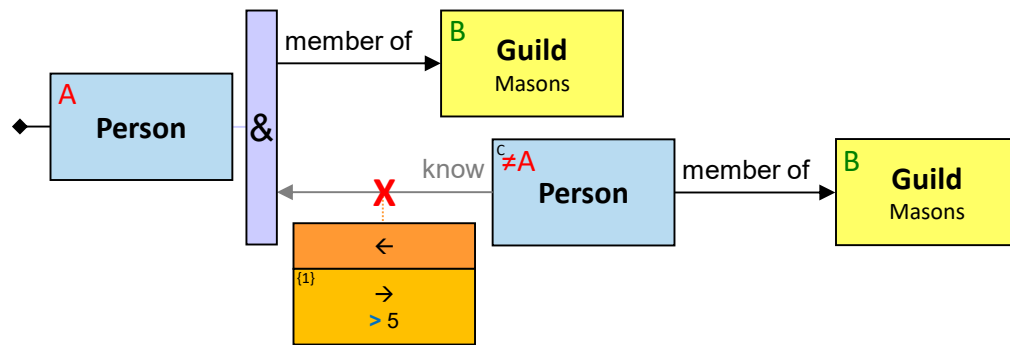 member of
B
Guild
Masons
A
Person
&
know
X
C
≠A
Person
member of
B
Guild
Masons
←
{1}
→
> 5